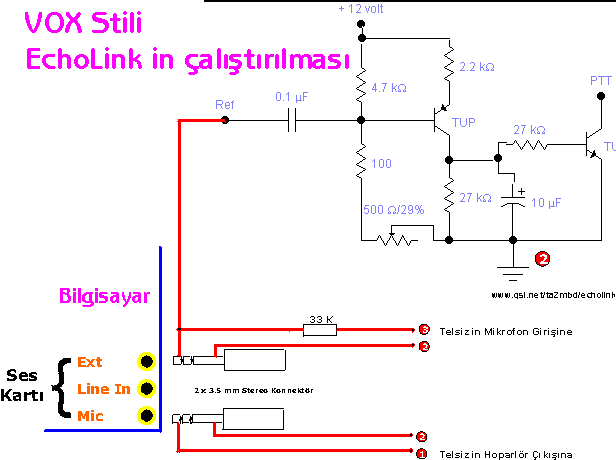 VOX Stili
EchoLink in çalıştırılması
+ 12 volt
2.2 kΩ
4.7 kΩ
0.1 µF
Ref
PTT
TUP
27 kΩ
100
27 kΩ
+
10 µF
500 Ω/29%
2
www.qsl.net/ta2mbd/echolink
Bilgisayar
33 K
3 Telsizin Mikrofon Girişine
2
Ses Kartı
Ext
Line In
Mic
2 x 3.5 mm Stereo Konnektör
2
1 Telsizin Hoparlör Çıkışına